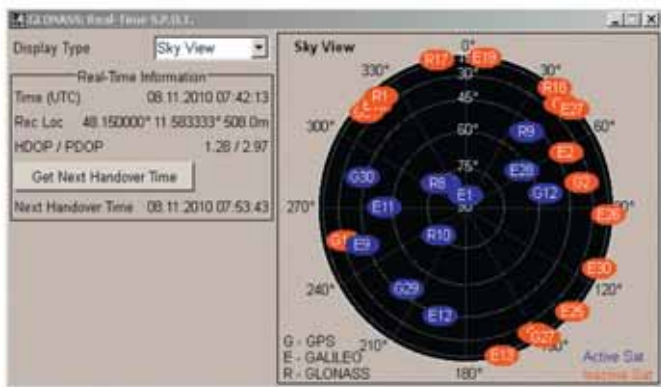 GLONASS: Real-Time S.P.O.T.
Display Type Sky View
Real-Time Information
Time (UTC) 08.11.2010 07:42:13
Rec Loc 48.150000° 11.583333° 508.0m
HDOP / PDOP 1.28 / 2.97
Get Next Handover Time
Next Handover Time 08.11.2010 07:53:43
Sky View
0°
15°
30°
45°
60°
75°
90°
30°
60°
90°
120°
150°
180°
210°
240°
270°
300°
330°
R17
E19
R1
R16
E27
R9
E2
E28
G2
G12
G30
R8
E1
E11
E26
G1
E9
R10
E30
G29
E12
E25
G27
E13
G - GPS
E - GALILEO
R - GLONASS
Active Sat
Inactive Sat